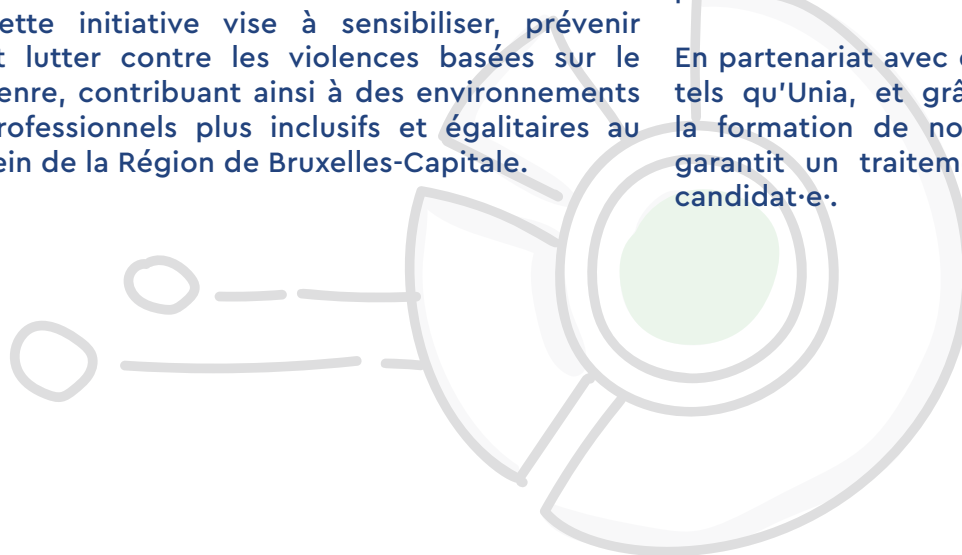 ette initiative vise à sensibiliser, prévenir
t lutter contre les violences basées sur le
enre, contribuant ainsi à des environnements
rofessionnels plus inclusifs et égalitaires au
ein de la Région de Bruxelles-Capitale.
En partenariat avec
tels qu'Unia, et grâ
la formation de no
garantit un traitem
candidat·e·.